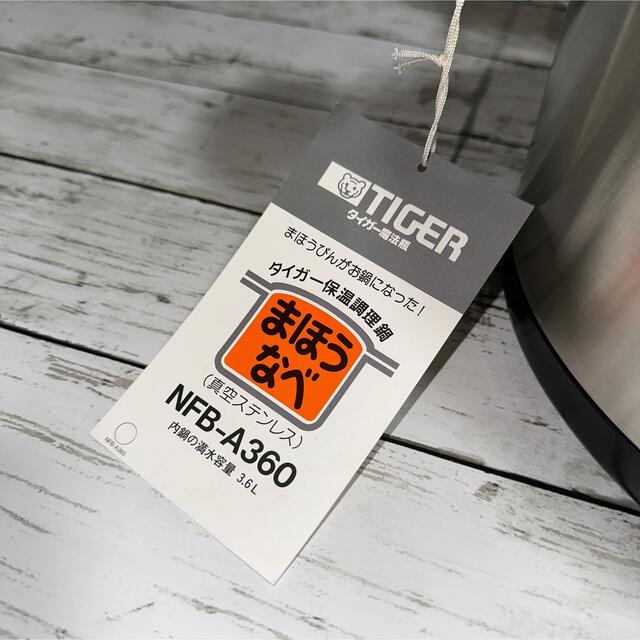 TIGER
タイガー魔法瓶
まほうびんがお鍋になった!
タイガー保温調理鍋
まほう
なべ
(真空ステンレス)
NFB-A360
内鍋の満水容量 3.6L
NFB-A360